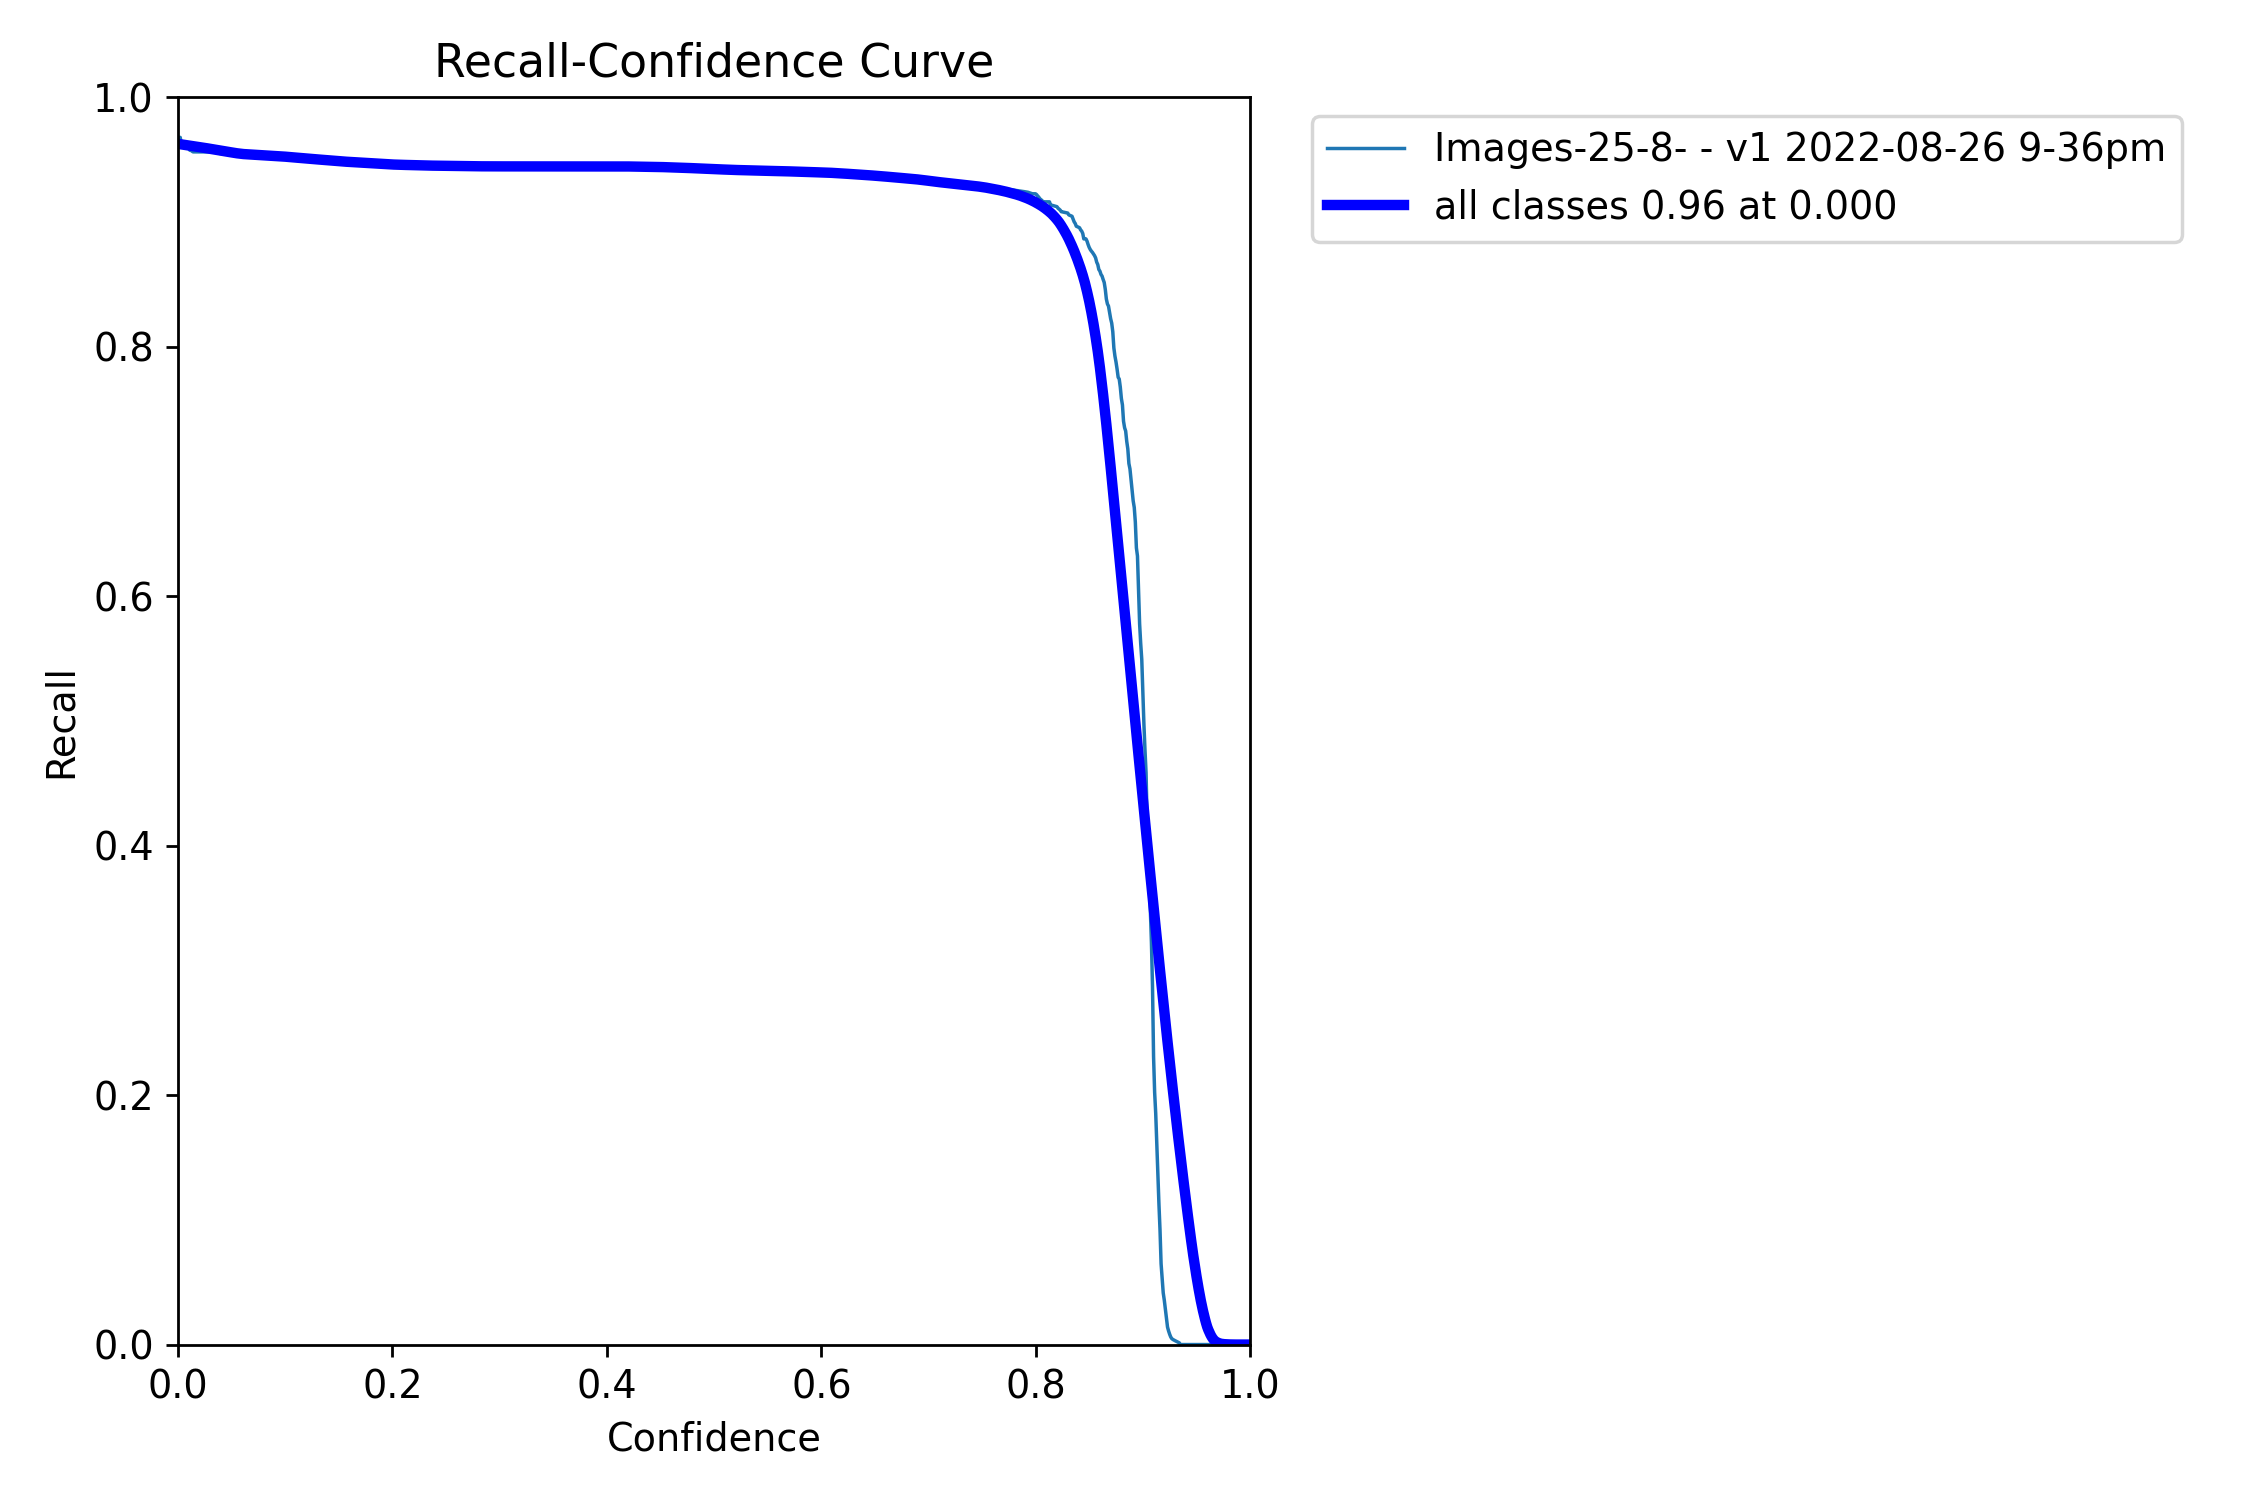 Recall-Confidence Curve
1.0
0.8
0.6
0.4
0.2
0.0
Recall
0.0 0.2 0.4 0.6 0.8 1.0
Confidence
Images-25-8- - v1 2022-08-26 9-36pm
all classes 0.96 at 0.000